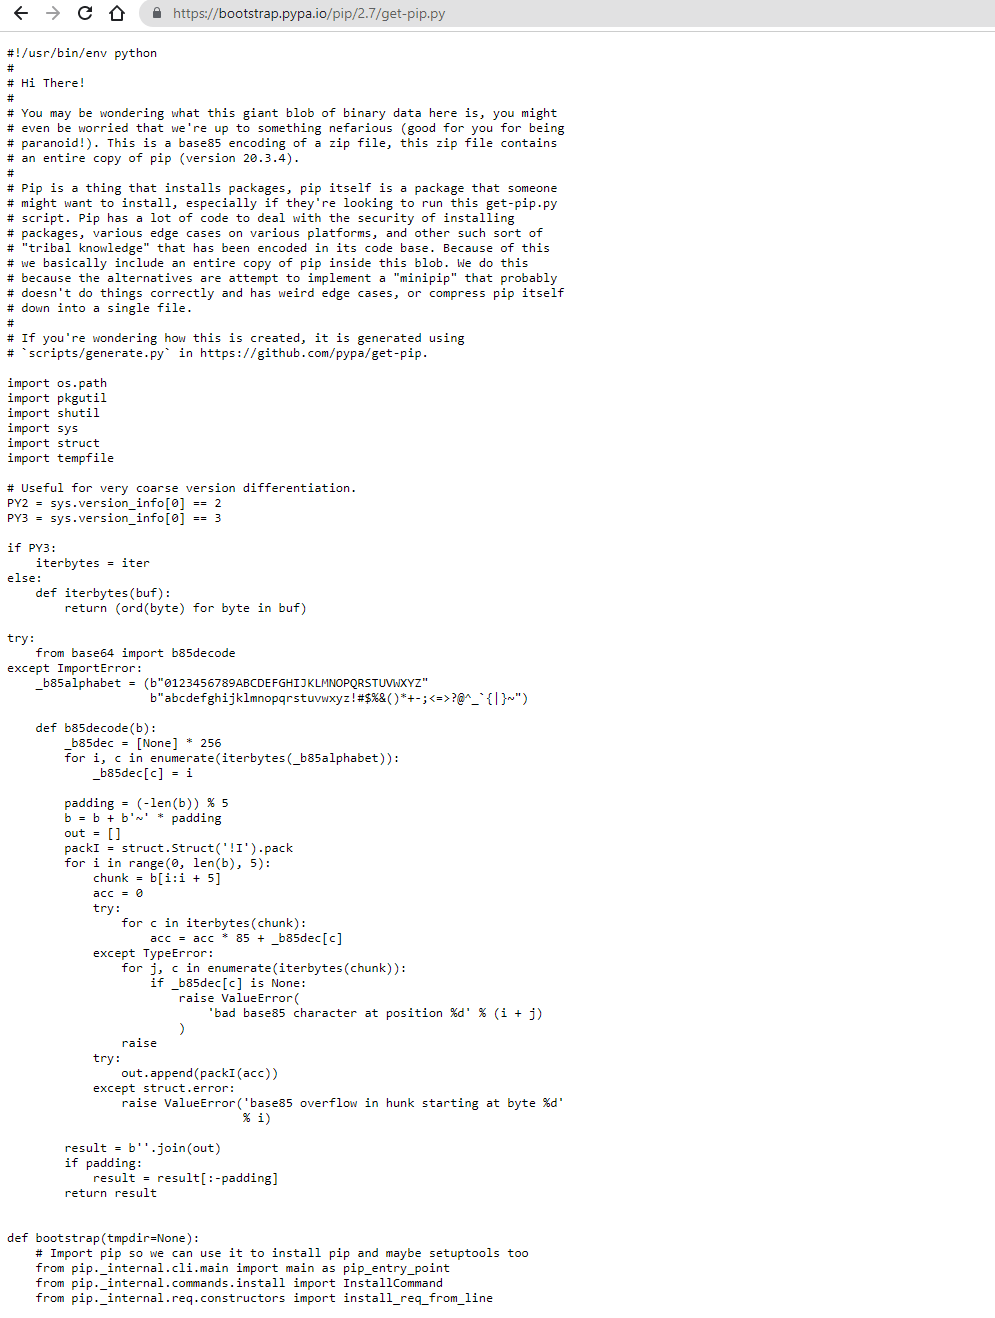 https://bootstrap.pypa.io/pip/2.7/get-pip.py
#!/usr/bin/env python
#
# Hi There!
#
# You may be wondering what this giant blob of binary data here is, you might
# even be worried that we're up to something nefarious (good for you for being
# paranoid!). This is a base85 encoding of a zip file, this zip file contains
# an entire copy of pip (version 20.3.4).
#
# Pip is a thing that installs packages, pip itself is a package that someone
# might want to install, especially if they're looking to run this get-pip.py
# script. Pip has a lot of code to deal with the security of installing
# packages, various edge cases on various platforms, and other such sort of
# "tribal knowledge" that has been encoded in its code base. Because of this
# we basically include an entire copy of pip inside this blob. We do this
# because the alternatives are attempt to implement a "minipip" that probably
# doesn't do things correctly and has weird edge cases, or compress pip itself
# down into a single file.
#
# If you're wondering how this is created, it is generated using
# `scripts/generate.py` in https://github.com/pypa/get-pip.

import os.path
import pkgutil
import shutil
import sys
import struct
import tempfile

# Useful for very coarse version differentiation.
PY2 = sys.version_info[0] == 2
PY3 = sys.version_info[0] == 3

if PY3:
    iterbytes = iter
else:
    def iterbytes(buf):
        return (ord(byte) for byte in buf)

try:
    from base64 import b85decode
except ImportError:
    _b85alphabet = (b"0123456789ABCDEFGHIJKLMNOPQRSTUVWXYZ"
                    b"abcdefghijklmnopqrstuvwxyz!#$%&()*+-;<=>?@^_`{|}~")

    def b85decode(b):
        _b85dec = [None] * 256
        for i, c in enumerate(iterbytes(_b85alphabet)):
            _b85dec[c] = i

        padding = (-len(b)) % 5
        b = b + b'~' * padding
        out = []
        packI = struct.Struct('!I').pack
        for i in range(0, len(b), 5):
            chunk = b[i:i + 5]
            acc = 0
            try:
                for c in iterbytes(chunk):
                    acc = acc * 85 + _b85dec[c]
            except TypeError:
                for j, c in enumerate(iterbytes(chunk)):
                    if _b85dec[c] is None:
                        raise ValueError(
                            'bad base85 character at position %d' % (i + j)
                        )
                raise
            try:
                out.append(packI(acc))
            except struct.error:
                raise ValueError('base85 overflow in hunk starting at byte %d'
                                 % i)

        result = b''.join(out)
        if padding:
            result = result[:-padding]
        return result


def bootstrap(tmpdir=None):
    # Import pip so we can use it to install pip and maybe setuptools too
    from pip._internal.cli.main import main as pip_entry_point
    from pip._internal.commands.install import InstallCommand
    from pip._internal.req.constructors import install_req_from_line